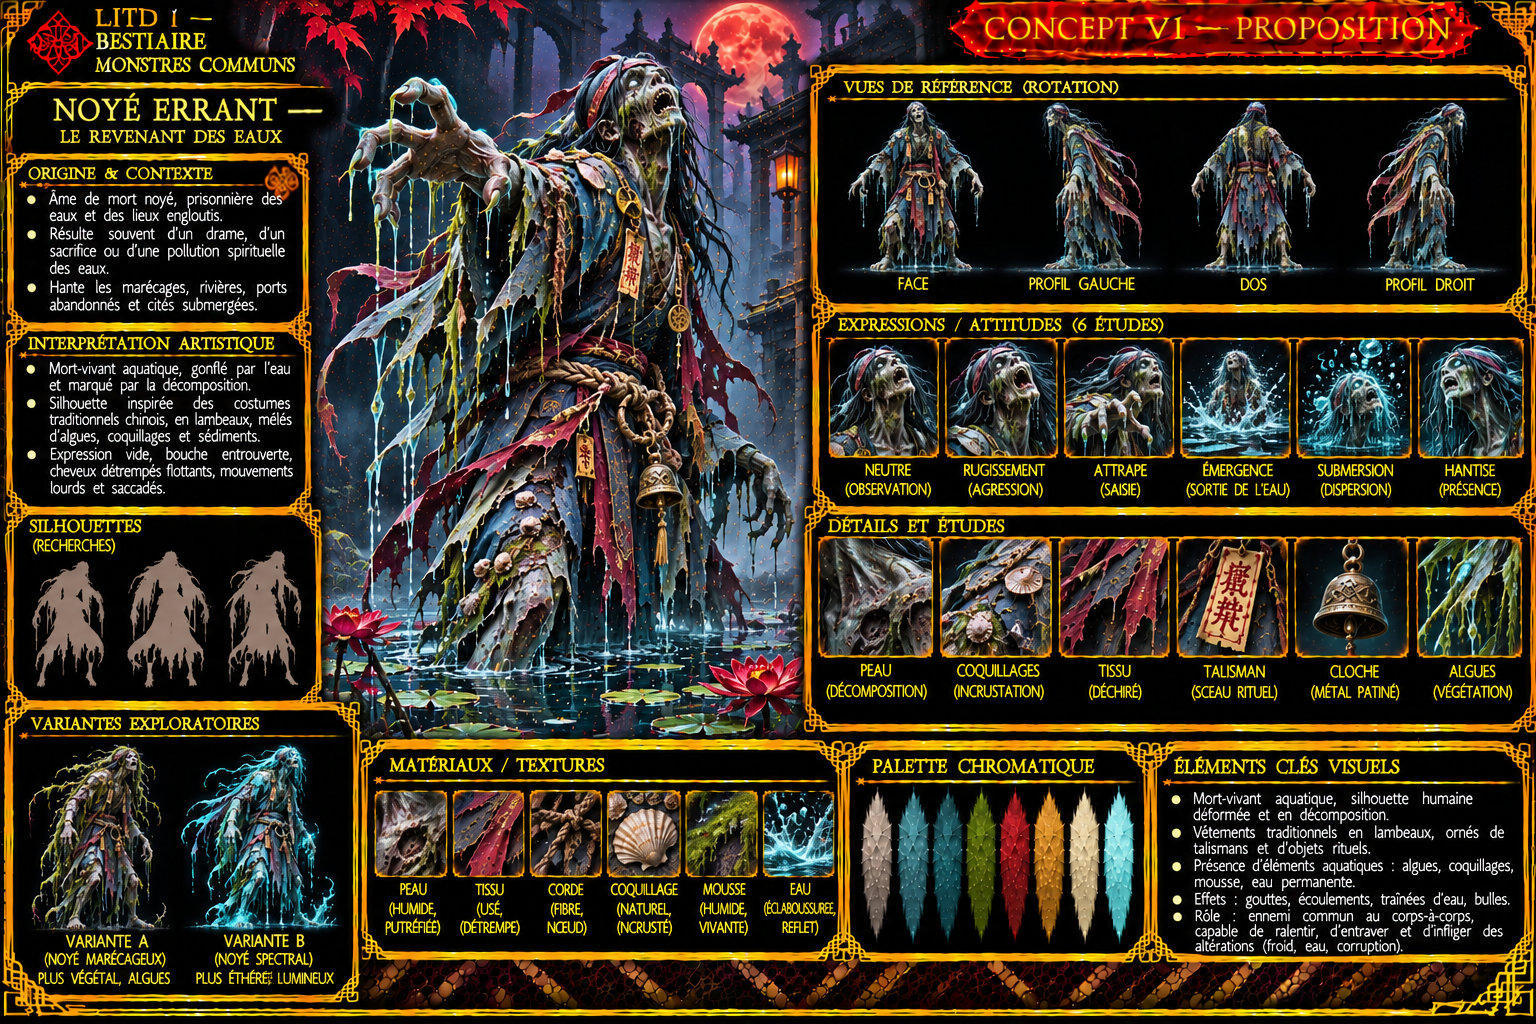 LITD 1 —
BESTIAIRE
MONSTRES COMMUNS
NOYÉ ERRANT —
LE REVENANT DES EAUX
ORIGINE & CONTEXTE
• Âme de mort noyé, prisonnière des
eaux et des lieux engloutis.
• Résulte souvent d'un drame, d'un
sacrifice ou d'une pollution spirituelle
des eaux.
• Hante les marécages, rivières, ports
abandonnés et cités submergées.
INTERPRÉTATION ARTISTIQUE
• Mort-vivant aquatique, gonflé par l'eau
et marqué par la décomposition.
• Silhouette inspirée des costumes
traditionnels chinois, en lambeaux, mêlés
d'algues, coquillages et sédiments.
• Expression vide, bouche entrouverte,
cheveux détrempés flottants, mouvements
lourds et saccadés.
SILHOUETTES
(RECHERCHES)
VARIANTES EXPLORATOIRES
VARIANTE A
(NOYÉ MARÉCAGEUX)
PLUS VÉGÉTAL, ALGUES
VARIANTE B
(NOYÉ SPECTRAL)
PLUS ÉTHÉRÉ, LUMINEUX
CONCEPT V1 — PROPOSITION
VUES DE RÉFÉRENCE (ROTATION)
FACE
PROFIL GAUCHE
DOS
PROFIL DROIT
EXPRESSIONS / ATTITUDES (6 ÉTUDES)
NEUTRE
(OBSERVATION)
RUGISSEMENT
(AGRESSION)
ATTRAPE
(SAISIE)
ÉMERGENCE
(SORTIE DE L'EAU)
SUBMERSION
(DISPERSION)
HANTISE
(PRÉSENCE)
DÉTAILS ET ÉTUDES
PEAU
(DÉCOMPOSITION)
COQUILLAGES
(INCRUSTATION)
TISSU
(DÉCHIRÉ)
TALISMAN
(SCEAU RITUEL)
CLOCHE
(MÉTAL PATINÉ)
ALGUES
(VÉGÉTATION)
MATÉRIAUX / TEXTURES
PEAU
(HUMIDE,
PUTRÉFIÉE)
TISSU
(USÉ,
DÉTREMPE)
CORDE
(FIBRE,
NŒUD)
COQUILLAGE
(NATUREL,
INCRUSTÉ)
MOUSSE
(HUMIDE,
VIVANTE)
EAU
(ÉCLABOUSSUREE,
REFLET)
PALETTE CHROMATIQUE
ÉLÉMENTS CLÉS VISUELS
• Mort-vivant aquatique, silhouette humaine
déformée et en décomposition.
• Vêtements traditionnels en lambeaux, ornés de
talismans et d'objets rituels.
• Présence d'éléments aquatiques : algues, coquillages,
mousse, eau permanente.
• Effets : gouttes, écoulements, traînées d'eau, bulles.
• Rôle : ennemi commun au corps-à-corps,
capable de ralentir, d'entraver et d'infliger des
altérations (froid, eau, corruption).